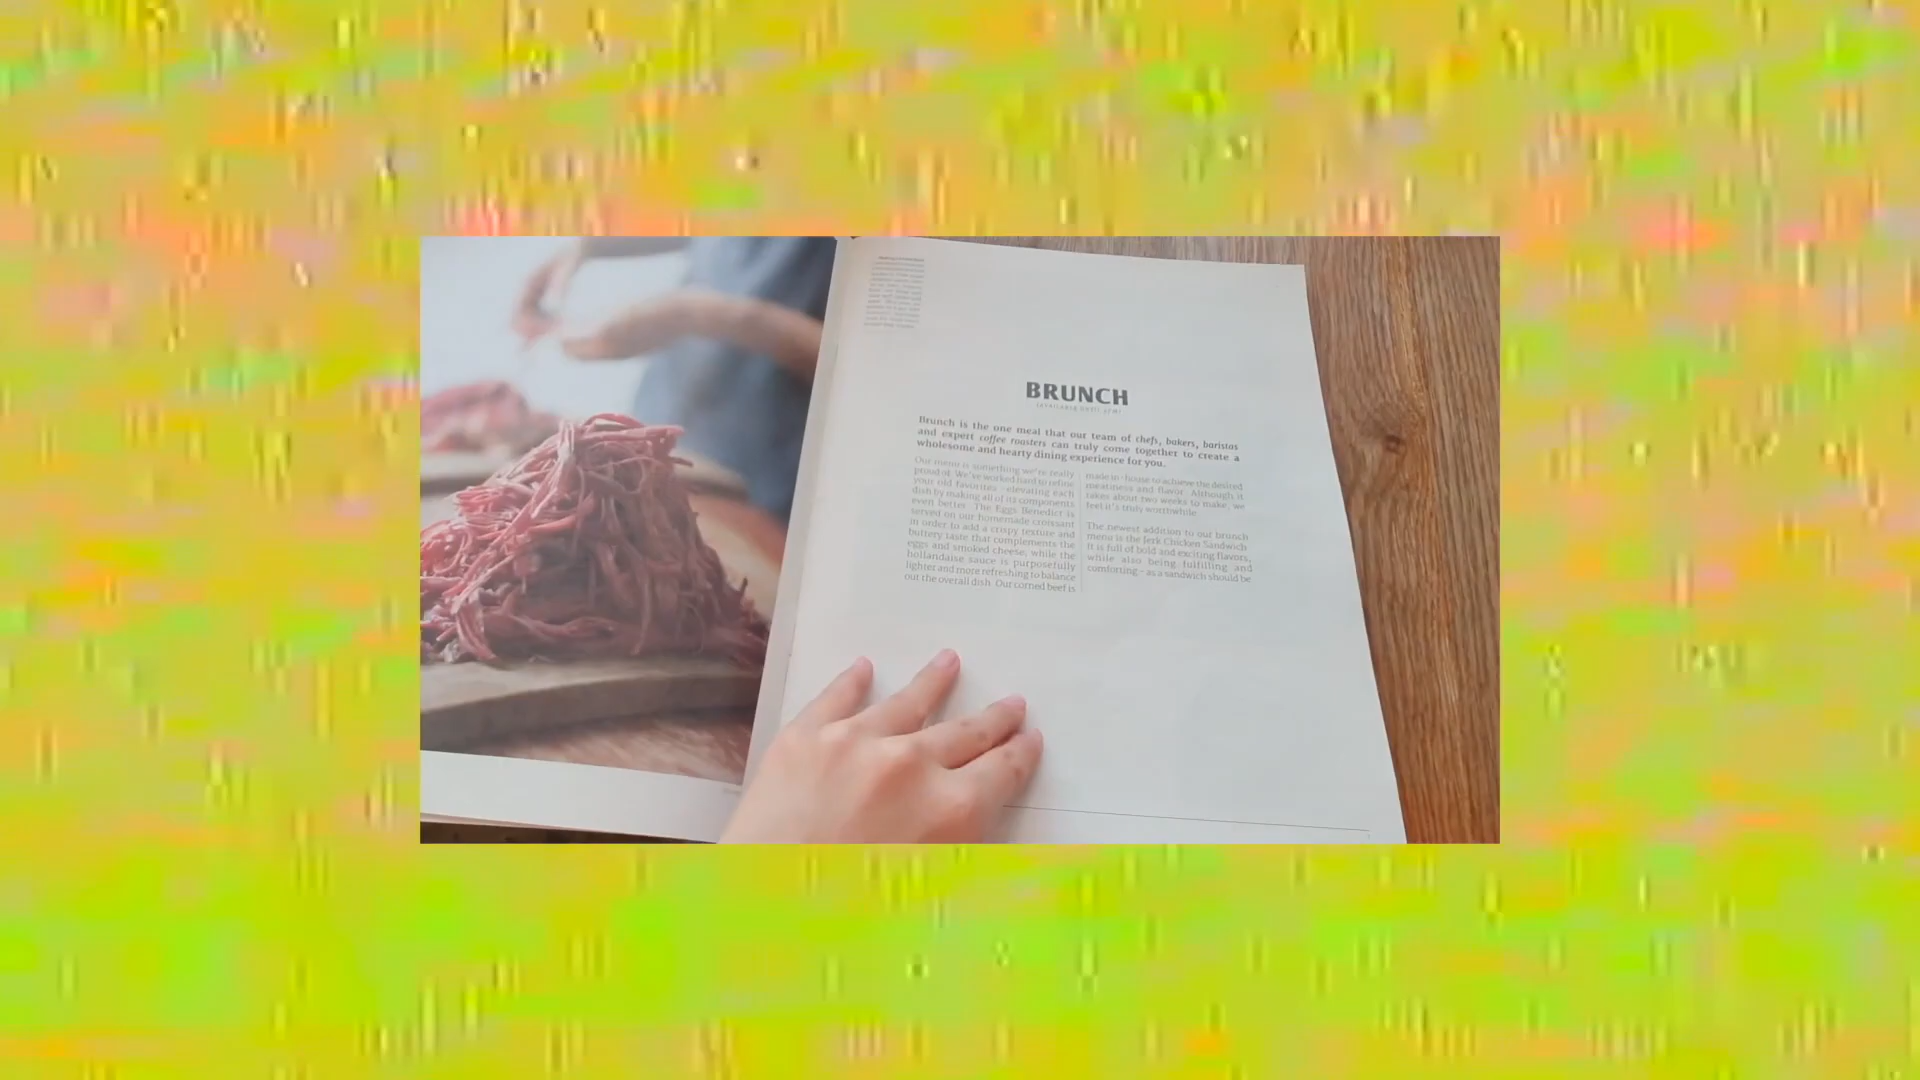 BRUNCH
Brunch is the one meal that our team of chefs, bakers, baristas
and expert coffee roasters can truly come together to create a
wholesome and hearty dining experience for you.
Our menu is something we're really
proud of. We've worked hard to refine
your old favorites - elevating each
dish by making all of its components
even better. The Eggs Benedict is
served on our homemade croissant
in order to add a crispy texture and
buttery taste that complements the
eggs and smoked cheese, while the
hollandaise sauce is purposefully
lighter and more refreshing to balance
out the overall dish. Our corned beef is
made in-house to achieve the desired
meatiness and flavor. Although it
takes about two weeks to make, we
feel it's truly worthwhile.
The newest addition to our brunch
menu is the Jerk Chicken Sandwich.
It is full of bold and exciting flavors,
while also being fulfilling and
comforting - as a sandwich should be